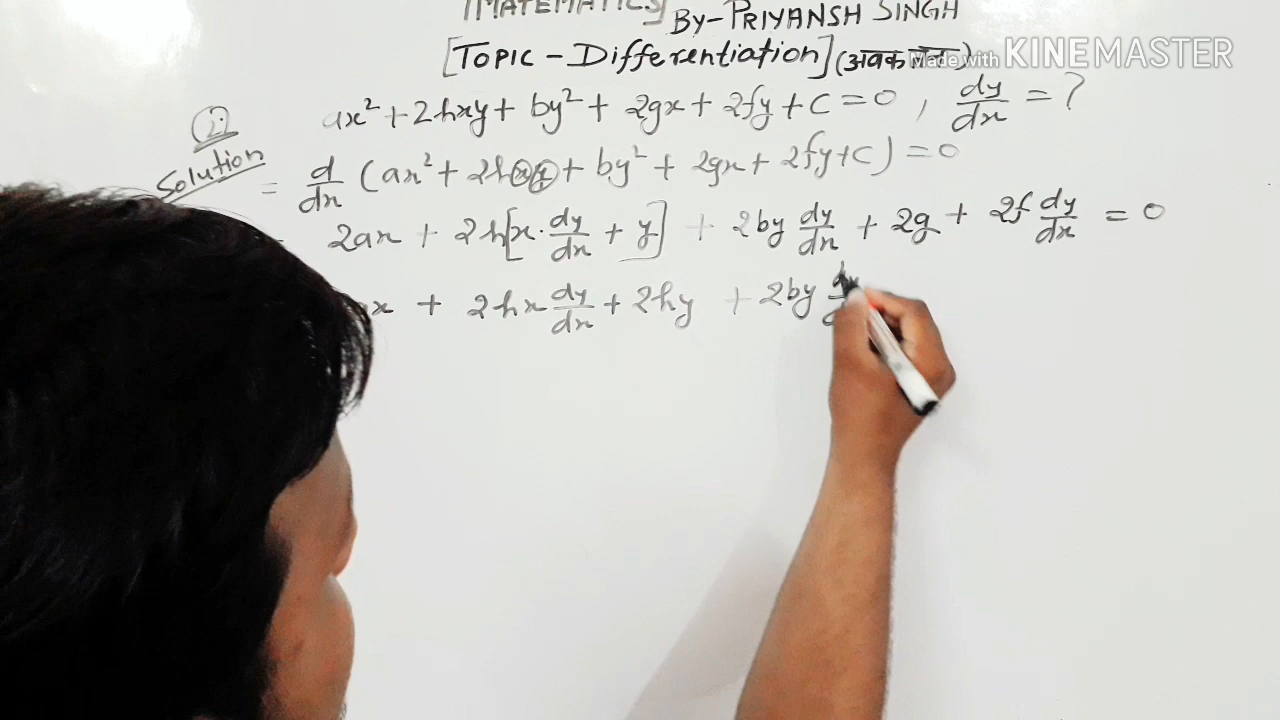 MATEMATICS
By-PRIYANSH SINGH
[TOPIC - Differentiation] (अवकलन)
Made with KINEMASTER
② ax² + 2hxy + by² + 2gx + 2fy + c = 0 , dy/dx = ?
Solution
= d/dx (ax² + 2hxy + by² + 2gx + 2fy + c) = 0
2ax + 2h[x · dy/dx + y] + 2by dy/dx + 2g + 2f dy/dx = 0
x + 2hx dy/dx + 2hy + 2by